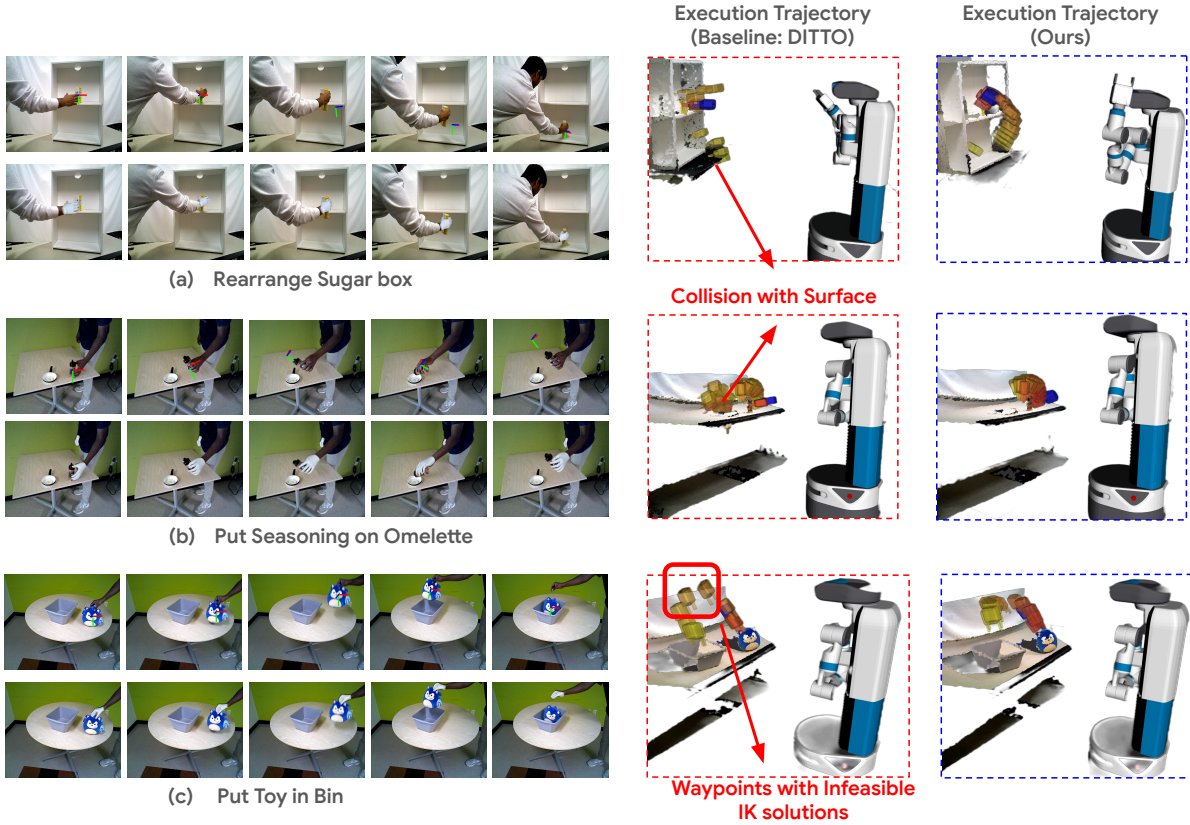 Execution Trajectory
(Baseline: DITTO)
Execution Trajectory
(Ours)
(a) Rearrange Sugar box
Collision with Surface
(b) Put Seasoning on Omelette
(c) Put Toy in Bin
Waypoints with Infeasible
IK solutions